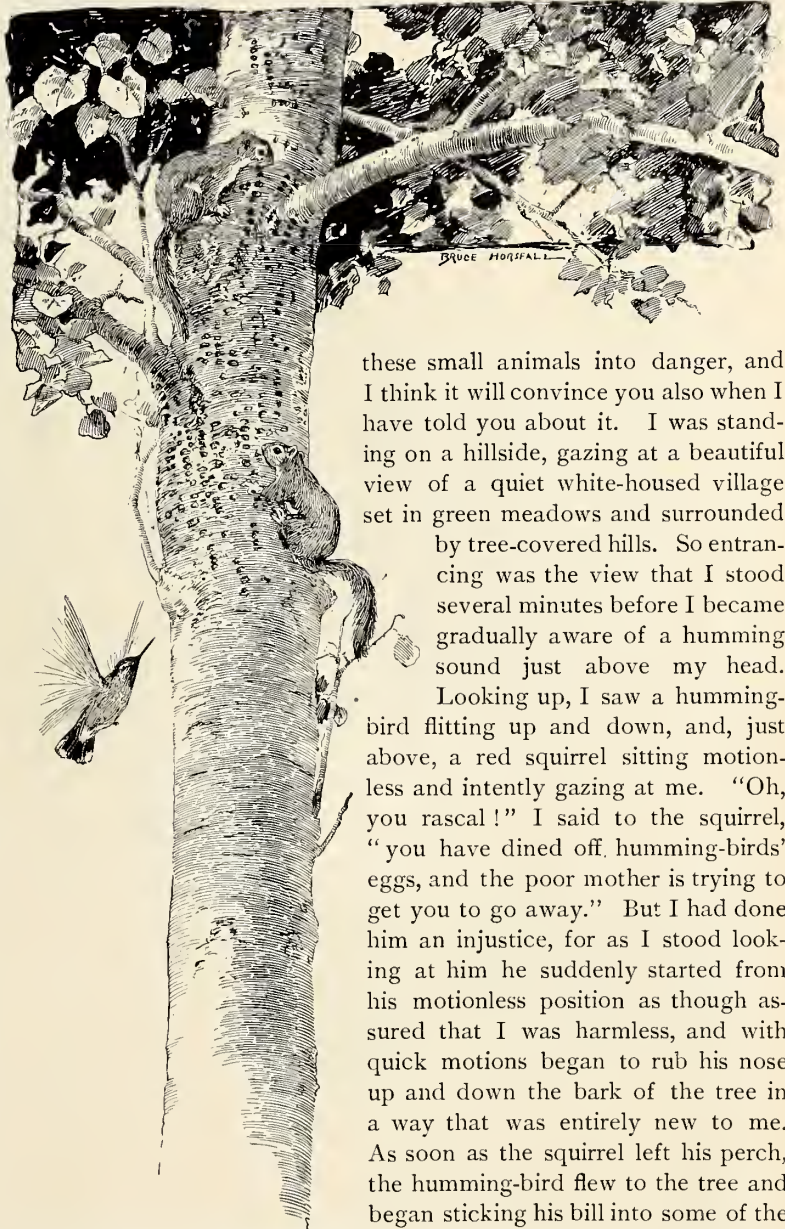 BRUCE HORSFALL
these small animals into danger, and
I think it will convince you also when I
have told you about it. I was stand-
ing on a hillside, gazing at a beautiful
view of a quiet white-housed village
set in green meadows and surrounded
by tree-covered hills. So entran-
cing was the view that I stood
several minutes before I became
gradually aware of a humming
sound just above my head.
Looking up, I saw a humming-
bird flitting up and down, and, just
above, a red squirrel sitting motion-
less and intently gazing at me. "Oh,
you rascal!" I said to the squirrel,
"you have dined off humming-birds'
eggs, and the poor mother is trying to
get you to go away." But I had done
him an injustice, for as I stood look-
ing at him he suddenly started from
his motionless position as though as-
sured that I was harmless, and with
quick motions began to rub his nose
up and down the bark of the tree in
a way that was entirely new to me.
As soon as the squirrel left his perch,
the humming-bird flew to the tree and
began sticking his bill into some of the